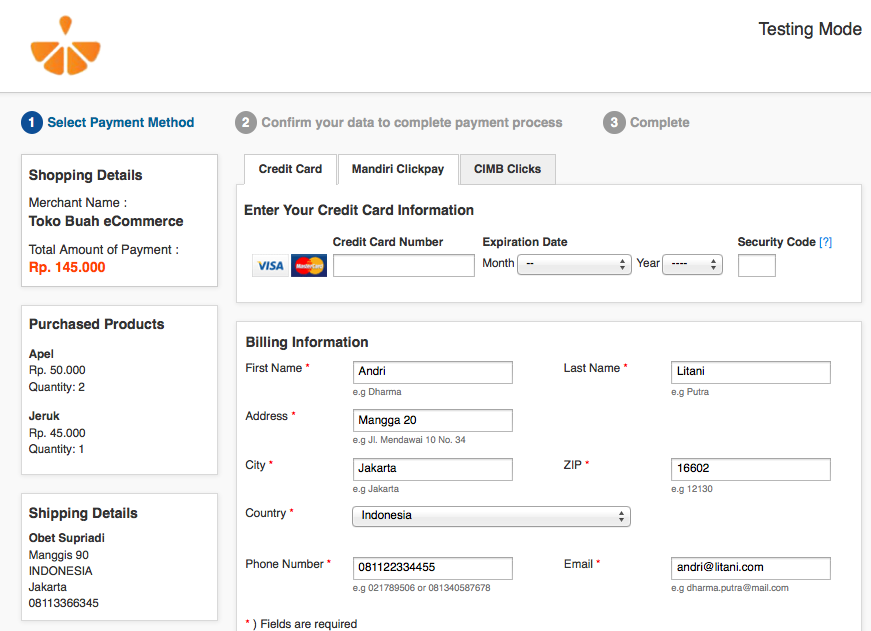 Testing Mode
1 Select Payment Method
2 Confirm your data to complete payment process
3 Complete
Shopping Details
Merchant Name :
Toko Buah eCommerce
Total Amount of Payment :
Rp. 145.000
Purchased Products
Apel
Rp. 50.000
Quantity: 2
Jeruk
Rp. 45.000
Quantity: 1
Shipping Details
Obet Supriadi
Manggis 90
INDONESIA
Jakarta
08113366345
Credit Card
Mandiri Clickpay
CIMB Clicks
Enter Your Credit Card Information
Credit Card Number
Expiration Date
Security Code [?]
VISA
MasterCard
Month --
Year ----
Billing Information
First Name * Andri
e.g Dharma
Last Name * Litani
e.g Putra
Address * Mangga 20
e.g Jl. Mendawai 10 No. 34
City * Jakarta
e.g Jakarta
ZIP * 16602
e.g 12130
Country * Indonesia
Phone Number * 081122334455
e.g 021789506 or 081340587678
Email * andri@litani.com
e.g dharma.putra@mail.com
* ) Fields are required